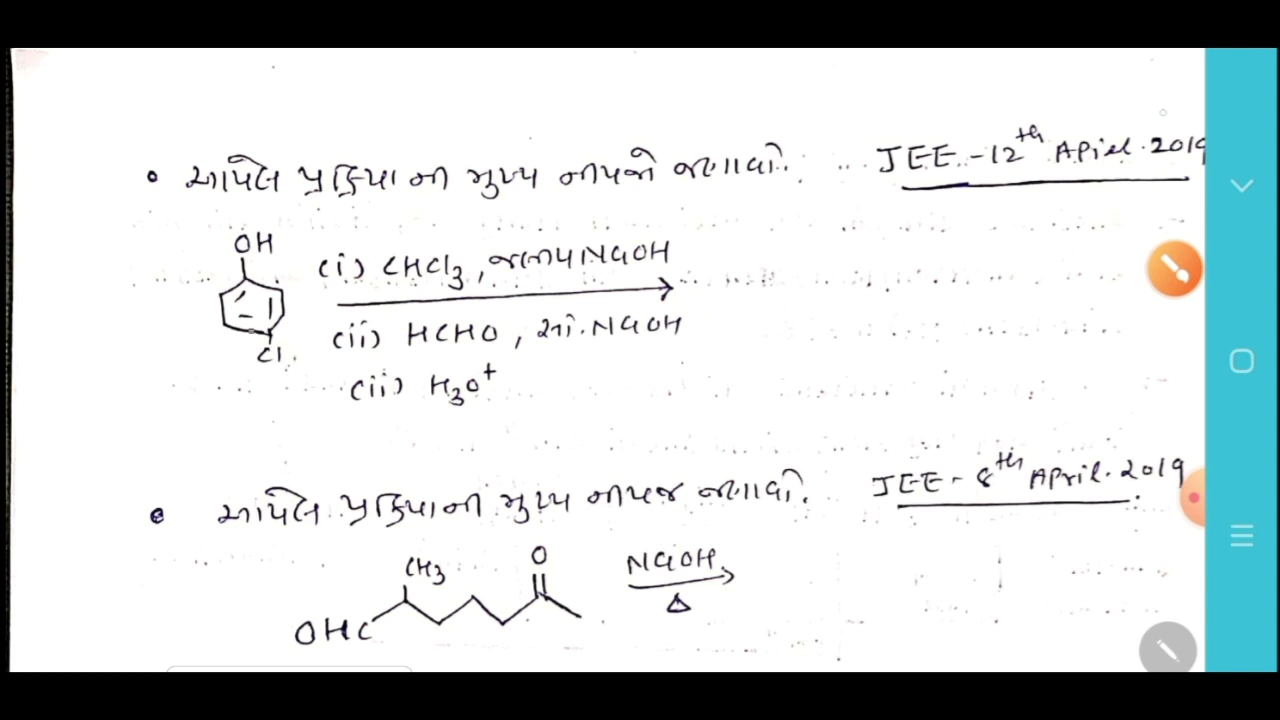 • આપેલ પ્રક્રિયાની મુખ્ય નીપજો જણાવો. JEE - 12th April. 2019
OH
(i) CHCl3, જલીય NaOH
(ii) HCHO, સાં. NaOH
Cl
(iii) H3O+
• આપેલ પ્રક્રિયાની મુખ્ય નીપજ જણાવો. JEE - 8th April. 2019
CH3 O NaOH
OHC Δ